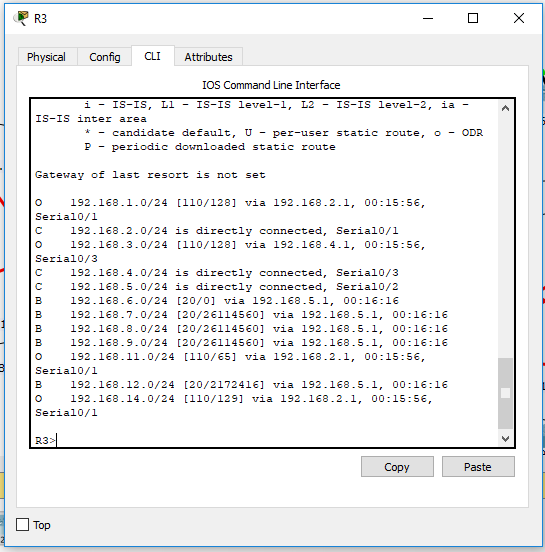 R3
Physical Config CLI Attributes
IOS Command Line Interface
i - IS-IS, L1 - IS-IS level-1, L2 - IS-IS level-2, ia -
IS-IS inter area
* - candidate default, U - per-user static route, o - ODR
P - periodic downloaded static route
Gateway of last resort is not set
O 192.168.1.0/24 [110/128] via 192.168.2.1, 00:15:56,
Serial0/1
C 192.168.2.0/24 is directly connected, Serial0/1
O 192.168.3.0/24 [110/128] via 192.168.4.1, 00:15:56,
Serial0/3
C 192.168.4.0/24 is directly connected, Serial0/3
C 192.168.5.0/24 is directly connected, Serial0/2
B 192.168.6.0/24 [20/0] via 192.168.5.1, 00:16:16
B 192.168.7.0/24 [20/26114560] via 192.168.5.1, 00:16:16
B 192.168.8.0/24 [20/26114560] via 192.168.5.1, 00:16:16
B 192.168.9.0/24 [20/26114560] via 192.168.5.1, 00:16:16
O 192.168.11.0/24 [110/65] via 192.168.2.1, 00:15:56,
Serial0/1
B 192.168.12.0/24 [20/2172416] via 192.168.5.1, 00:16:16
O 192.168.14.0/24 [110/129] via 192.168.2.1, 00:15:56,
Serial0/1
R3>
Copy Paste
Top